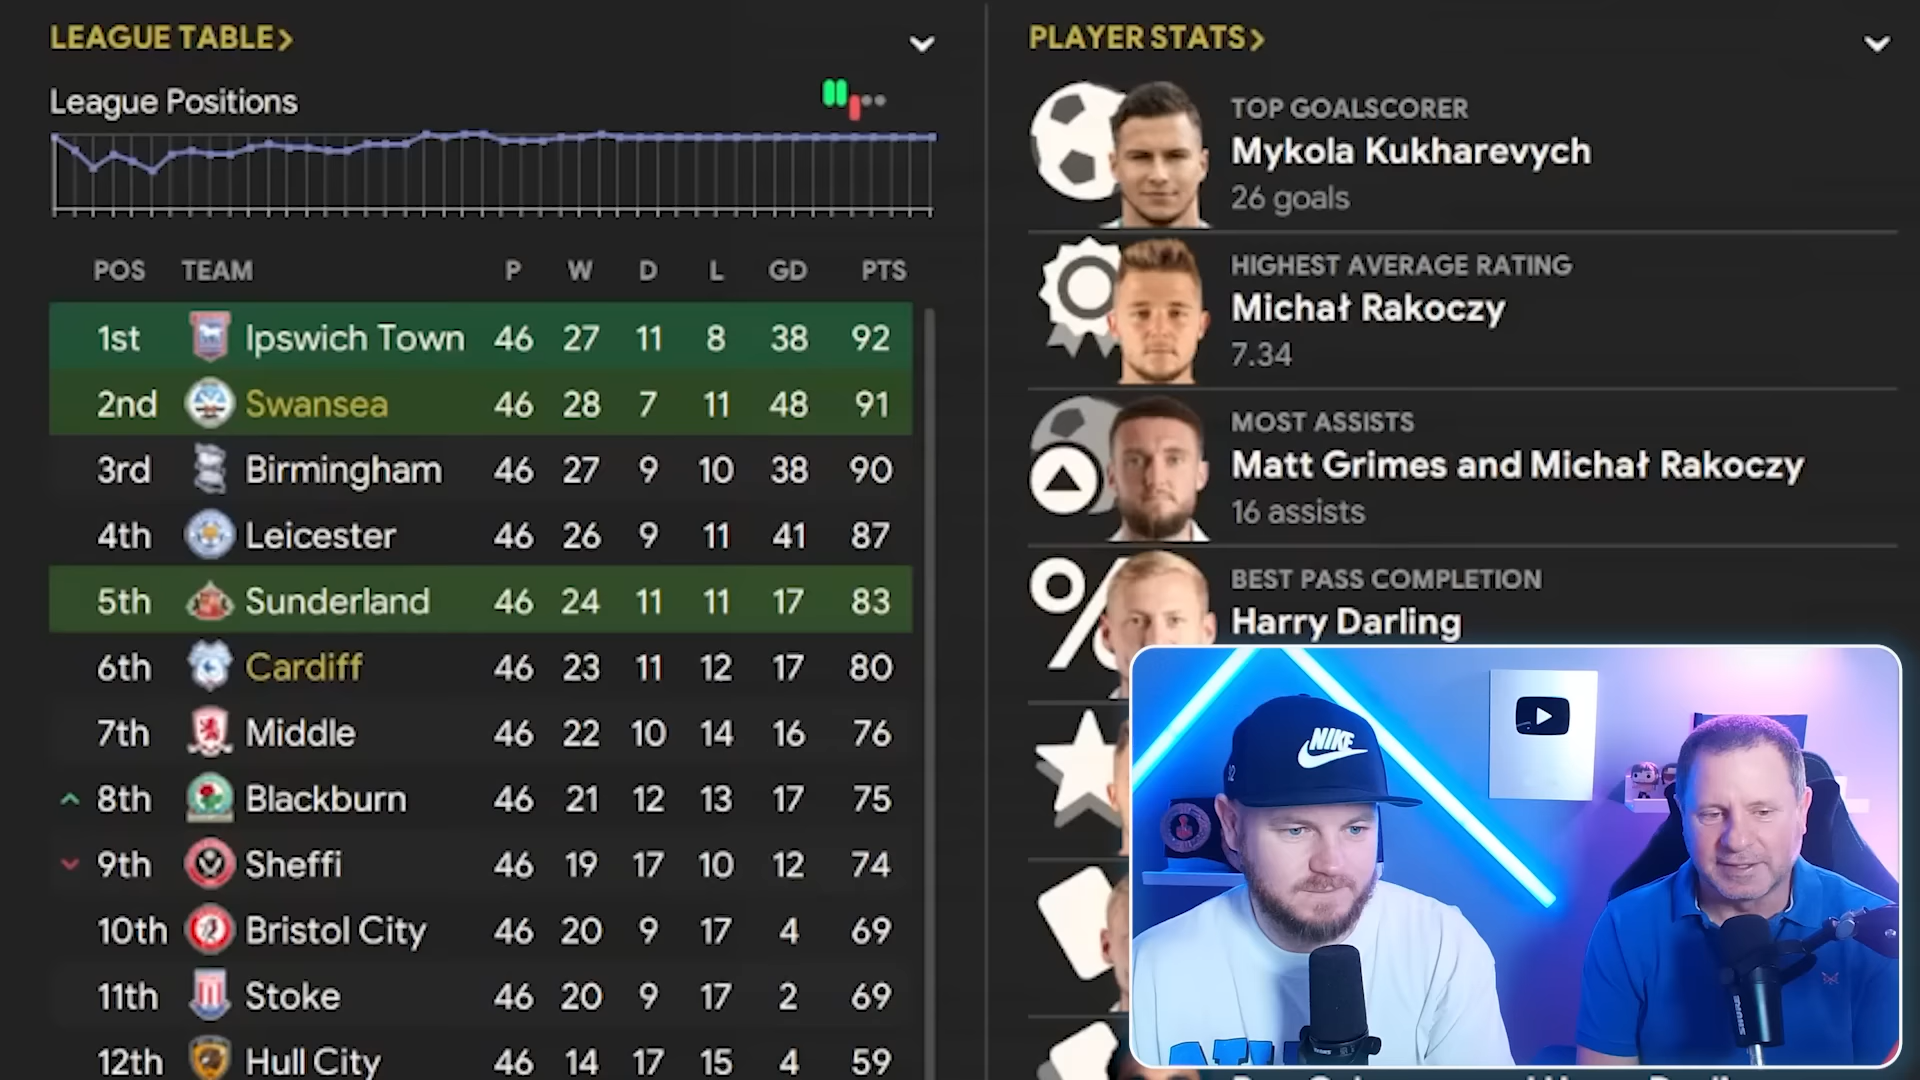 LEAGUE TABLE>
League Positions
POS TEAM P W D L GD PTS
1st Ipswich Town 46 27 11 8 38 92
2nd Swansea 46 28 7 11 48 91
3rd Birmingham 46 27 9 10 38 90
4th Leicester 46 26 9 11 41 87
5th Sunderland 46 24 11 11 17 83
6th Cardiff 46 23 11 12 17 80
7th Middle 46 22 10 14 16 76
8th Blackburn 46 21 12 13 17 75
9th Sheffi 46 19 17 10 12 74
10th Bristol City 46 20 9 17 4 69
11th Stoke 46 20 9 17 2 69
12th Hull City 46 14 17 15 4 59
PLAYER STATS>
TOP GOALSCORER
Mykola Kukharevych
26 goals
HIGHEST AVERAGE RATING
Michał Rakoczy
7.34
MOST ASSISTS
Matt Grimes and Michał Rakoczy
16 assists
%
BEST PASS COMPLETION
Harry Darling
NIKE
SHURE